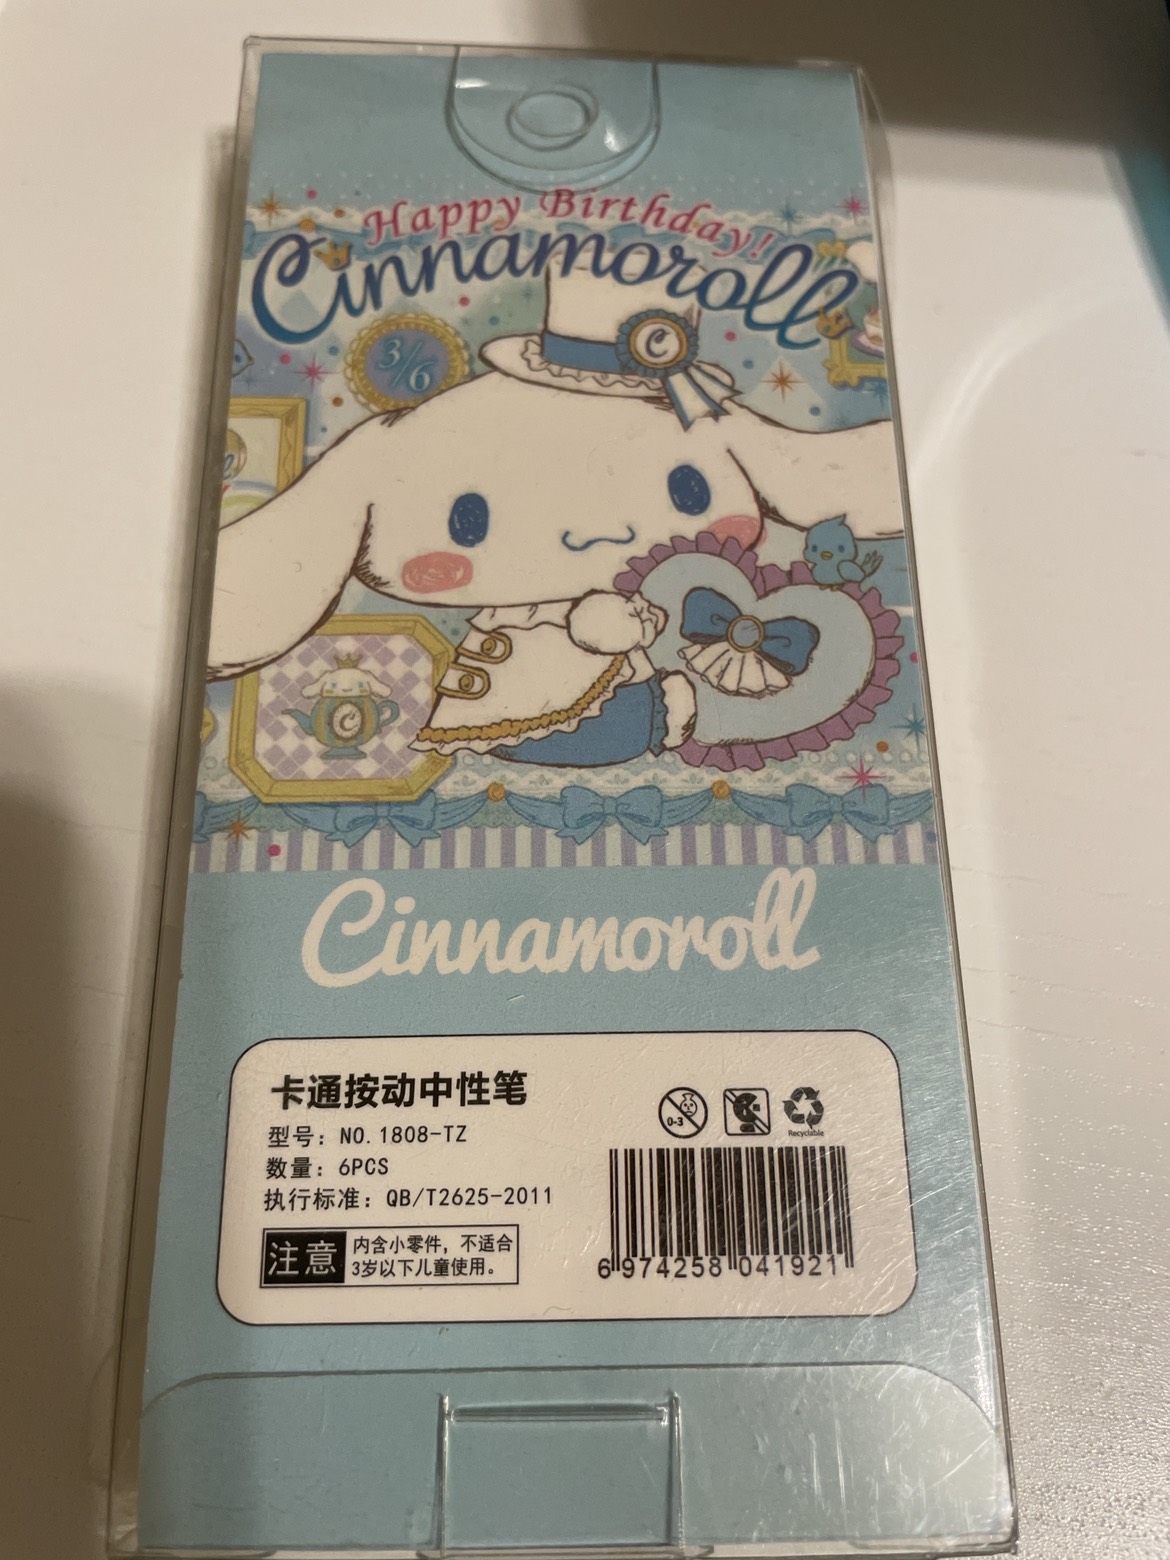 Happy Birthday!
Cinnamoroll
C
3/6
C
Cinnamoroll
卡通按动中性笔
型号：NO.1808-TZ
数量：6PCS
执行标准：QB/T2625-2011
注意
内含小零件，不适合
3岁以下儿童使用。
0-3
Recyclable
6 974258 041921